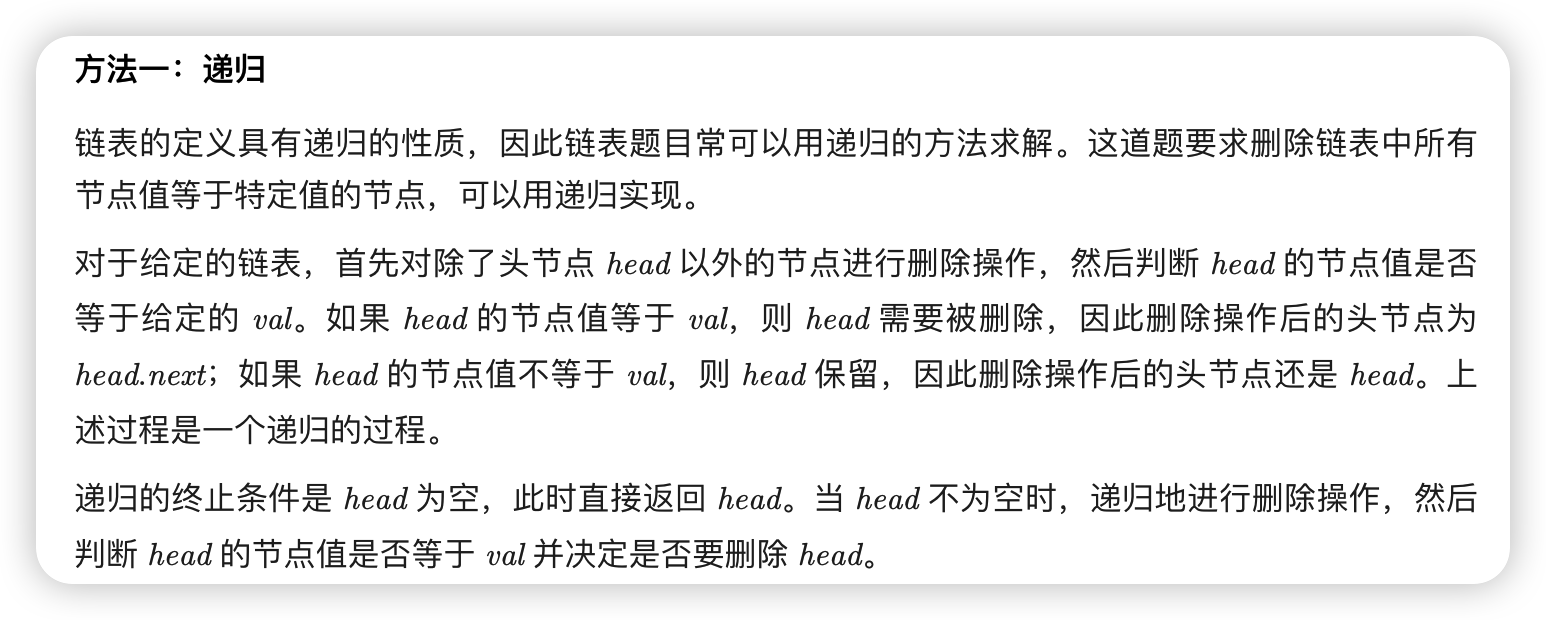 方法一：递归
链表的定义具有递归的性质，因此链表题目常可以用递归的方法求解。这道题要求删除链表中所有
节点值等于特定值的节点，可以用递归实现。
对于给定的链表，首先对除了头节点 head 以外的节点进行删除操作，然后判断 head 的节点值是否
等于给定的 val。如果 head 的节点值等于 val，则 head 需要被删除，因此删除操作后的头节点为
head.next；如果 head 的节点值不等于 val，则 head 保留，因此删除操作后的头节点还是 head。上
述过程是一个递归的过程。
递归的终止条件是 head 为空，此时直接返回 head。当 head 不为空时，递归地进行删除操作，然后
判断 head 的节点值是否等于 val 并决定是否要删除 head。